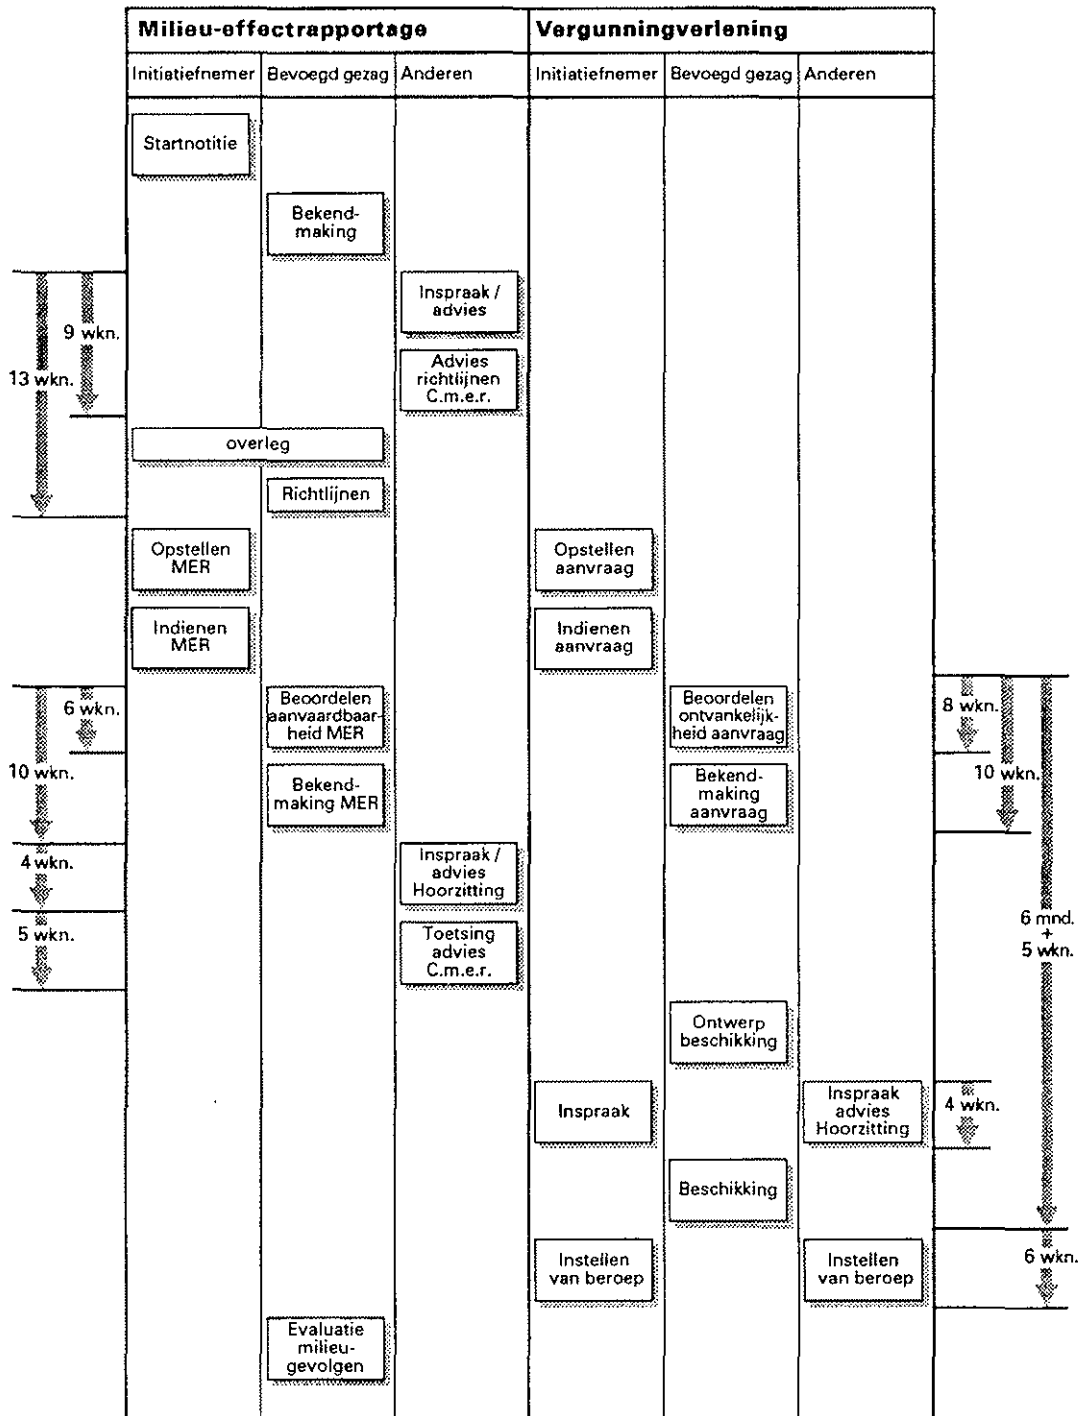 Milieu-effectrapportage
Vergunningverlening
Initiatiefnemer
Bevoegd gezag
Anderen
Initiatiefnemer
Bevoegd gezag
Anderen
Startnotitie
Bekend-
making
Inspraak /
advies
9 wkn.
13 wkn.
Advies
richtlijnen
C.m.e.r.
overleg
Richtlijnen
Opstellen
MER
Opstellen
aanvraag
Indienen
MER
Indienen
aanvraag
6 wkn.
Beoordelen
aanvaardbaar-
heid MER
Beoordelen
ontvankelijk-
heid aanvraag
8 wkn.
10 wkn.
Bekend-
making MER
Bekend-
making
aanvraag
10 wkn.
4 wkn.
Inspraak /
advies
Hoorzitting
5 wkn.
Toetsing
advies
C.m.e.r.
6 mnd.
+
5 wkn.
Ontwerp
beschikking
Inspraak
Inspraak
advies
Hoorzitting
4 wkn.
Beschikking
Instellen
van beroep
Instellen
van beroep
6 wkn.
Evaluatie
milieu-
gevolgen